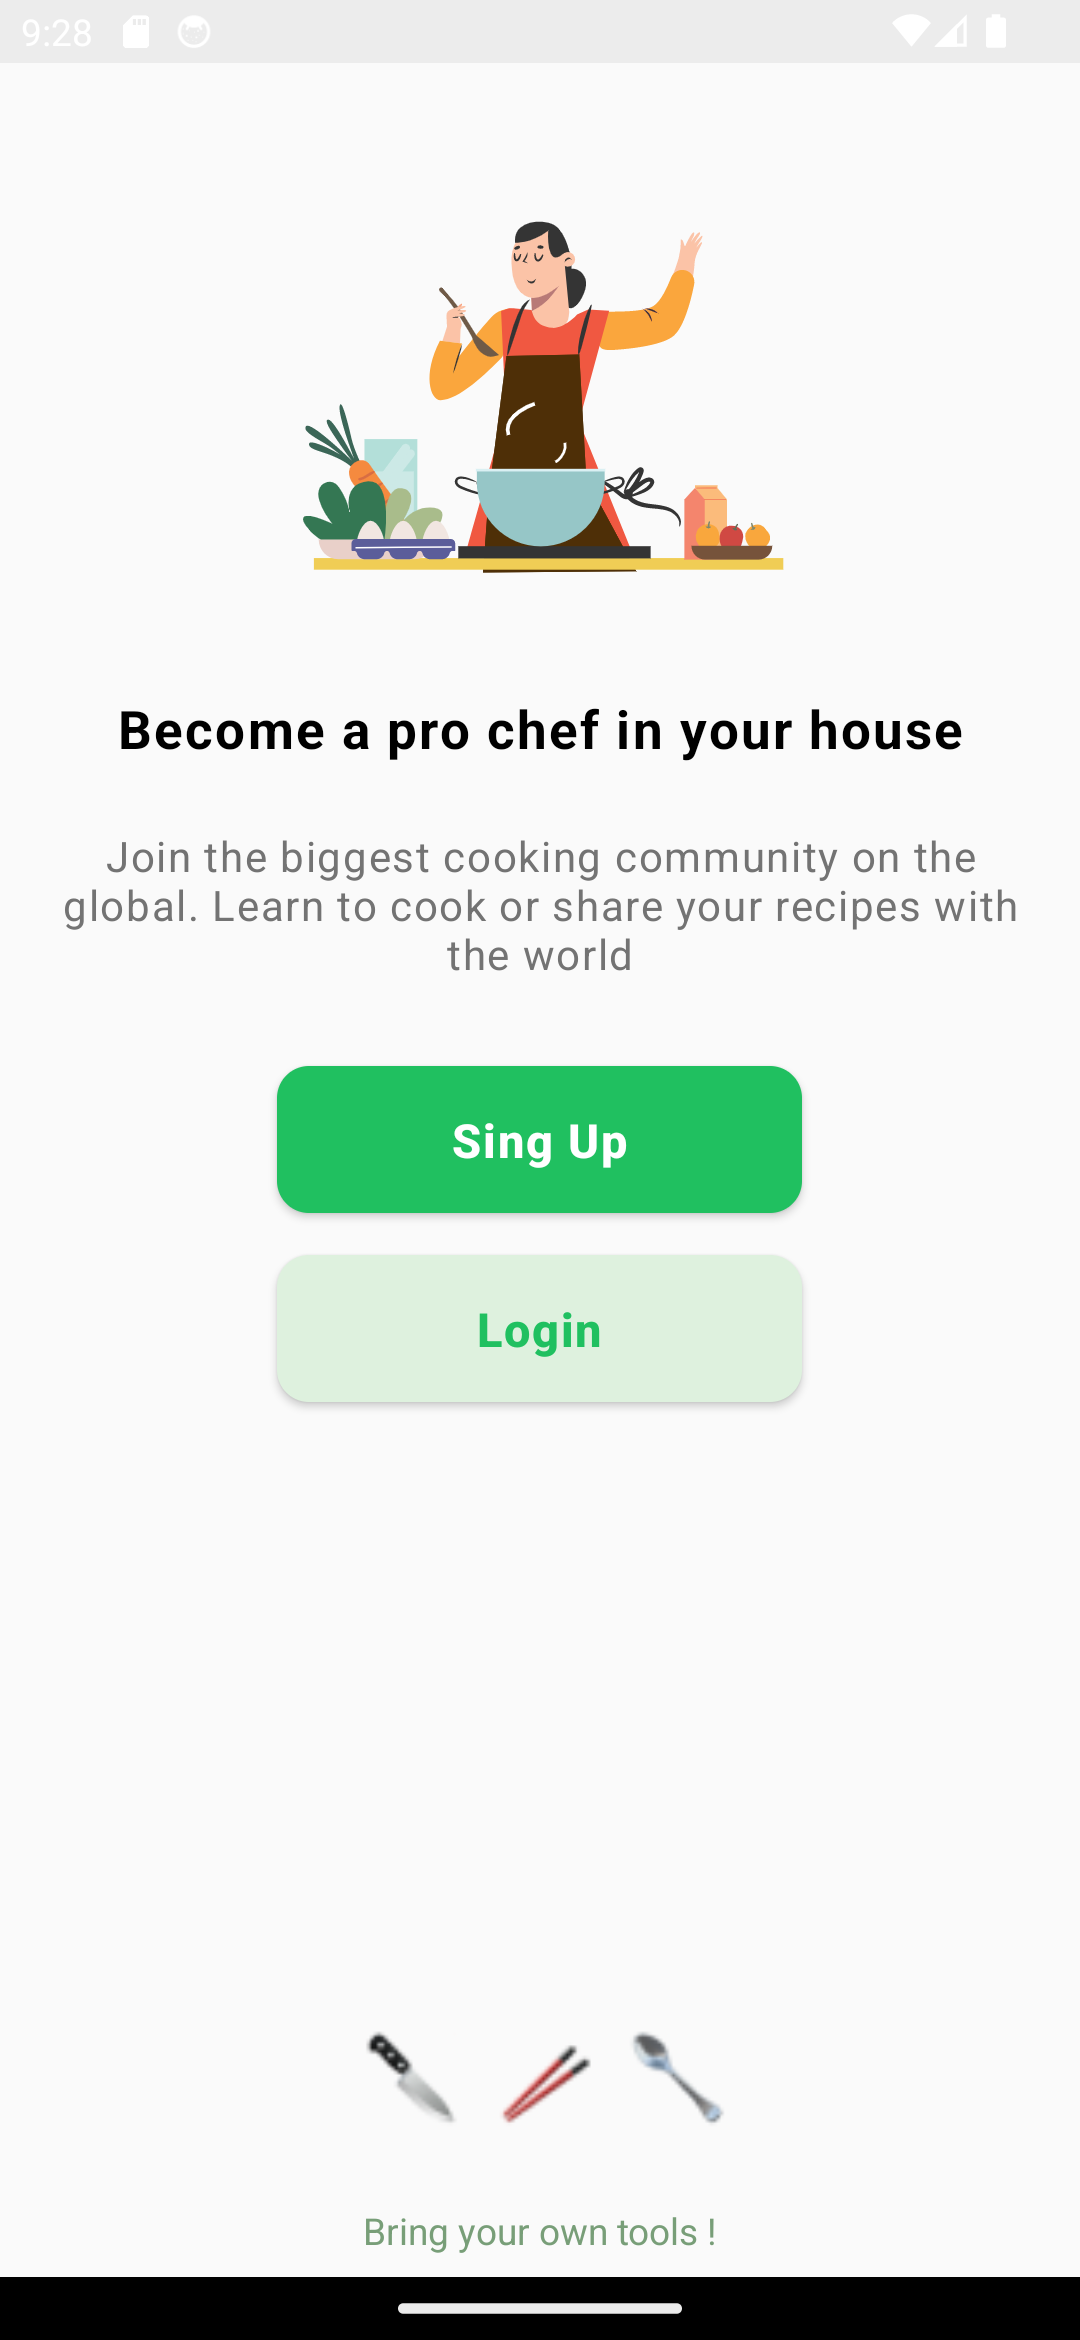 9:28
Become a pro chef in your house
Join the biggest cooking community on the
global. Learn to cook or share your recipes with
the world
Sing Up
Login
Bring your own tools !